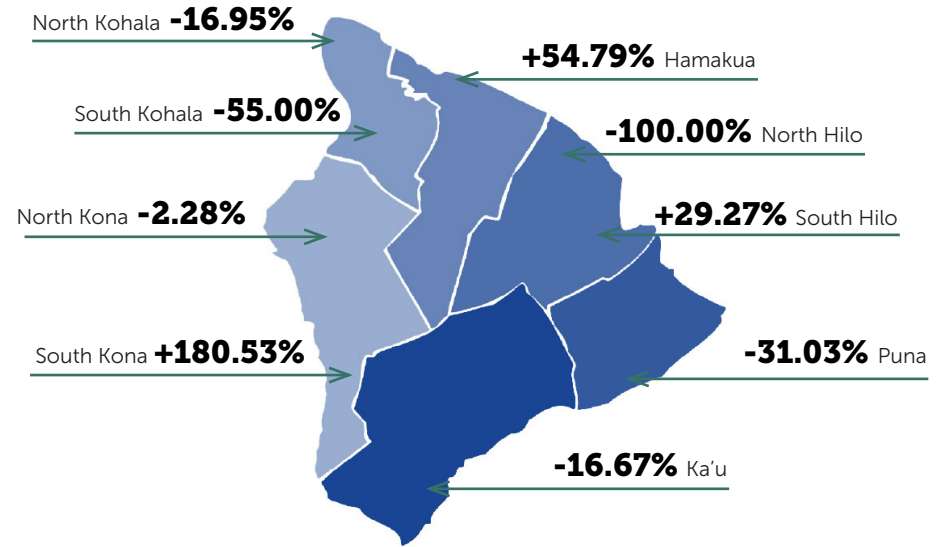 North Kohala -16.95%
+54.79% Hamakua
South Kohala -55.00%
-100.00% North Hilo
North Kona -2.28%
+29.27% South Hilo
South Kona +180.53%
-31.03% Puna
-16.67% Ka’u